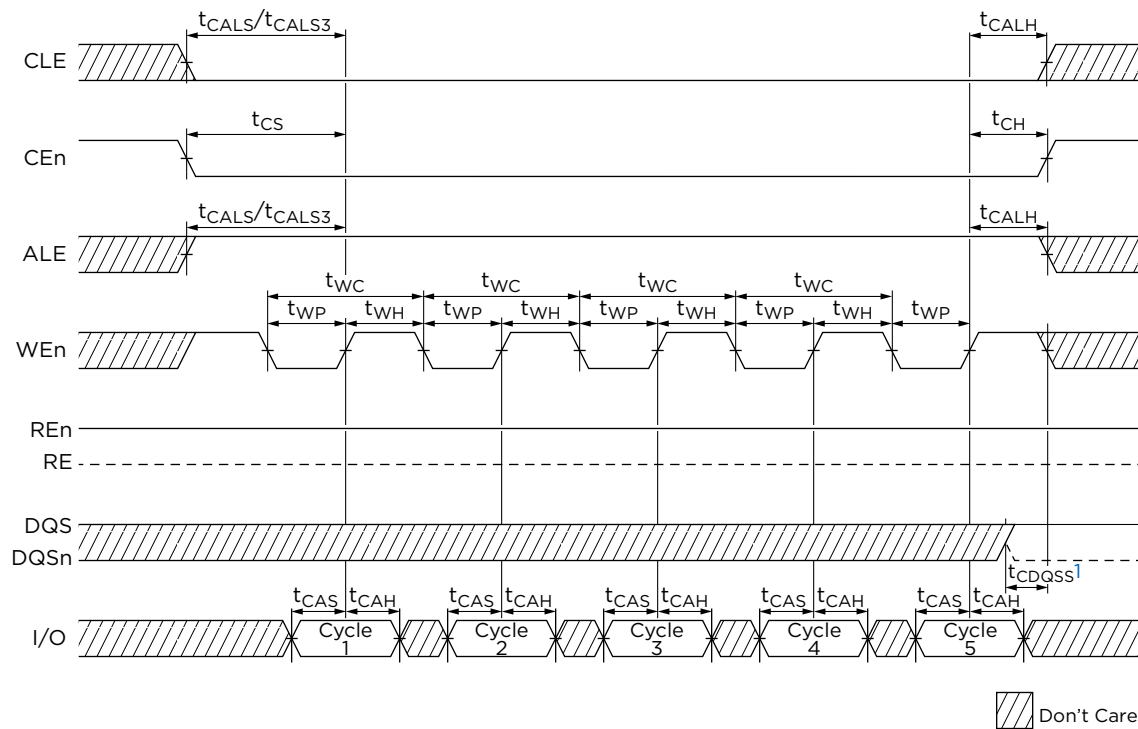 tCALS/tCALS3 tCALH
CLE
tCS tCH
CEn
tCALS/tCALS3 tCALH
ALE
tWC tWC tWC tWC
tWP tWH tWP tWH tWP tWH tWP tWH tWP
WEn
REn
RE
DQS
DQSn
tCDQSS1
tCAS tCAH tCAS tCAH tCAS tCAH tCAS tCAH tCAS tCAH
I/O
Cycle 1
Cycle 2
Cycle 3
Cycle 4
Cycle 5
Don't Care